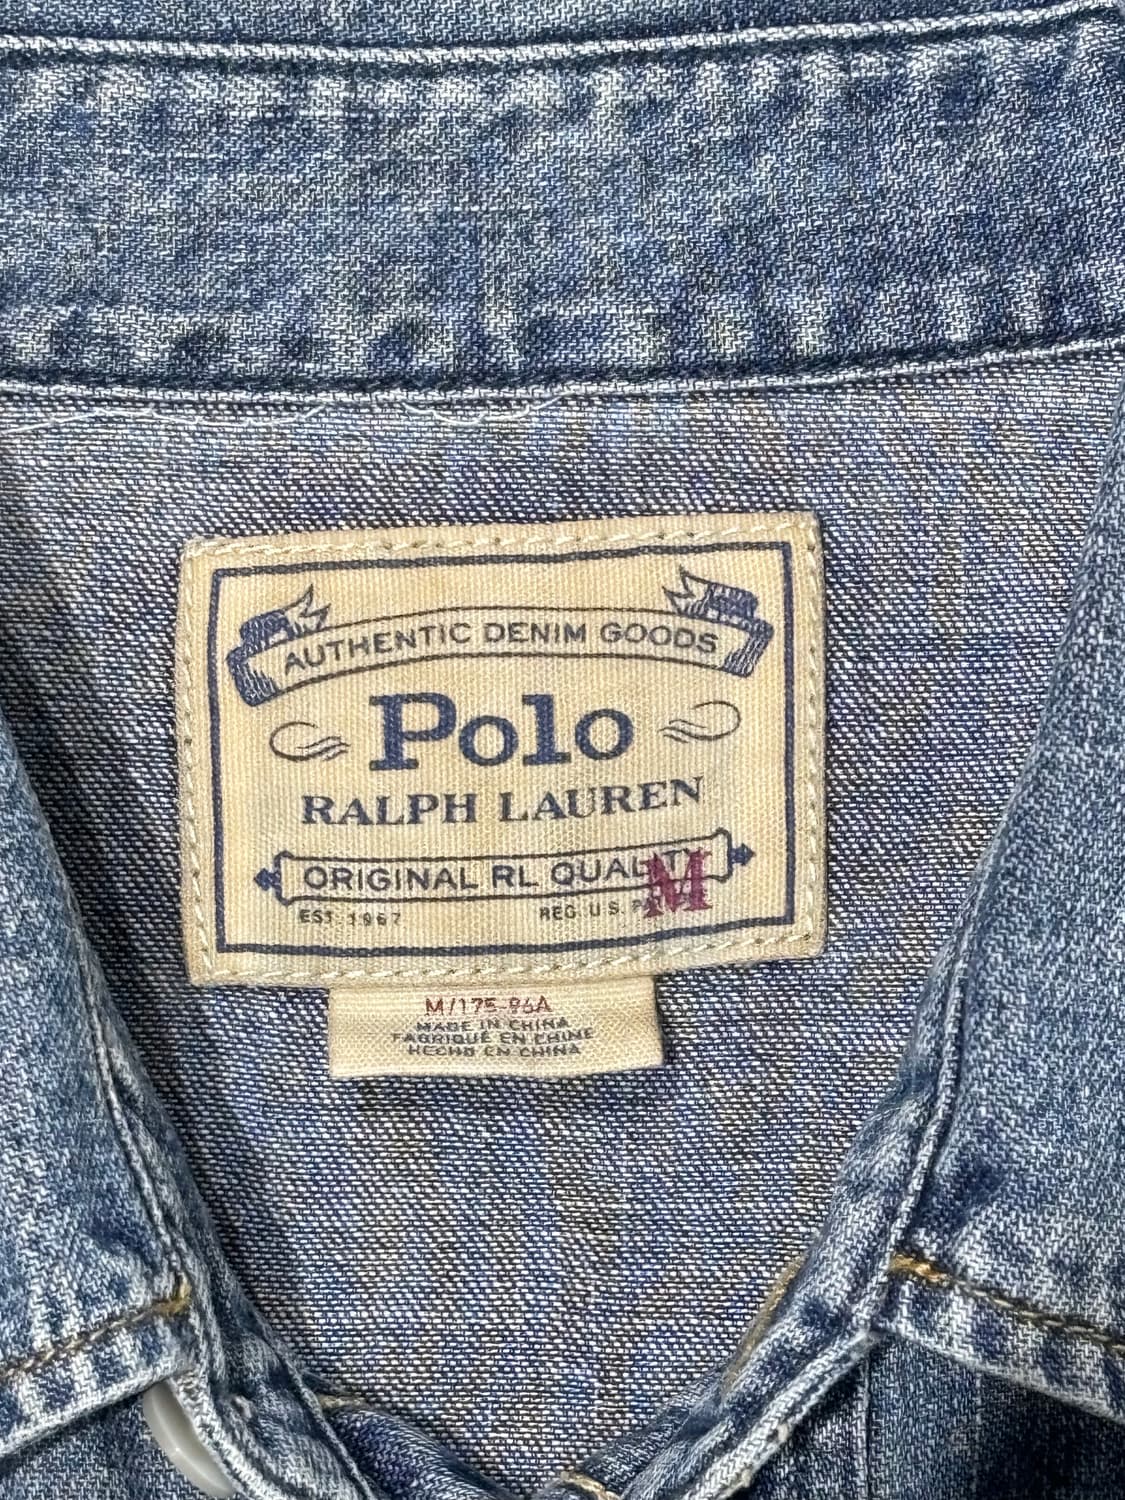 AUTHENTIC DENIM GOODS
Polo
RALPH LAUREN
ORIGINAL RL QUALITY
EST. 1967 REG. U.S.
M
M/175-96A
MADE IN CHINA
FABRIQUÉ EN CHINE
HECHO EN CHINA